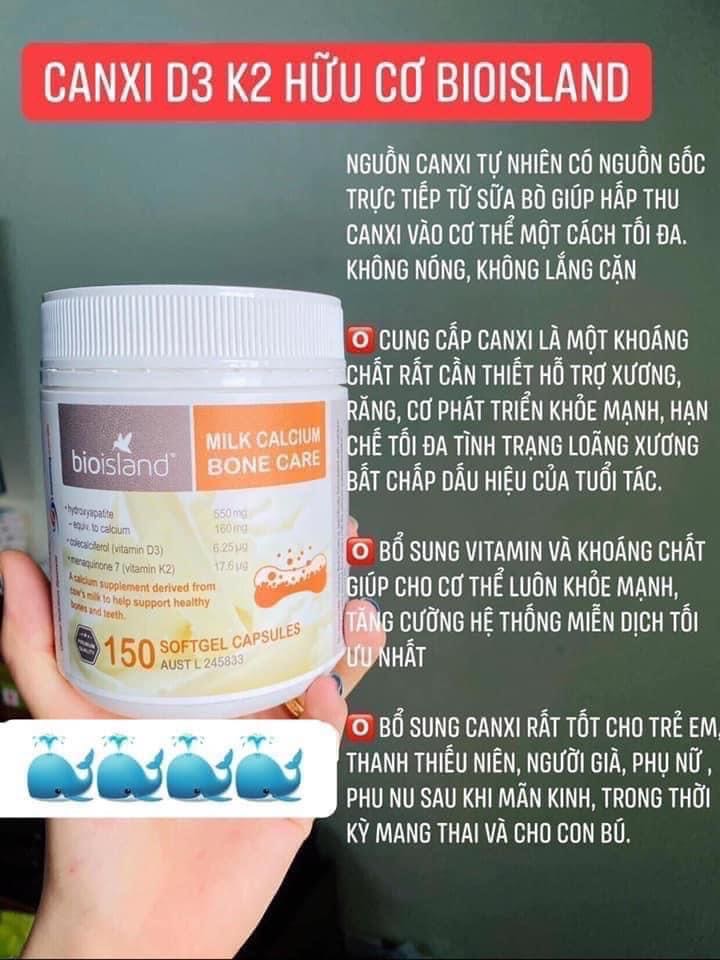 CANXI D3 K2 HỮU CƠ BIOISLAND
NGUỒN CANXI TỰ NHIÊN CÓ NGUỒN GỐC
TRỰC TIẾP TỪ SỮA BÒ GIÚP HẤP THU
CANXI VÀO CƠ THỂ MỘT CÁCH TỐI ĐA.
KHÔNG NÓNG, KHÔNG LẮNG CẶN
🅾️ CUNG CẤP CANXI LÀ MỘT KHOÁNG
CHẤT RẤT CẦN THIẾT HỖ TRỢ XƯƠNG,
RĂNG, CƠ PHÁT TRIỂN KHỎE MẠNH, HẠN
CHẾ TỐI ĐA TÌNH TRẠNG LOÃNG XƯƠNG
BẤT CHẤP DẤU HIỆU CỦA TUỔI TÁC.
🅾️ BỔ SUNG VITAMIN VÀ KHOÁNG CHẤT
GIÚP CHO CƠ THỂ LUÔN KHỎE MẠNH,
TĂNG CƯỜNG HỆ THỐNG MIỄN DỊCH TỐI
ƯU NHẤT
🅾️ BỔ SUNG CANXI RẤT TỐT CHO TRẺ EM,
THANH THIẾU NIÊN, NGƯỜI GIÀ, PHỤ NỮ ,
PHU NU SAU KHI MÃN KINH, TRONG THỜI
KỲ MANG THAI VÀ CHO CON BÚ.
bioisland™
MILK CALCIUM
BONE CARE
• hydroxyapatite 550 mg
– equiv. to calcium 160 mg
• colecalciferol (vitamin D3) 6.25 µg
• menaquinone 7 (vitamin K2) 17.6 µg
A calcium supplement derived from
cow's milk to help support healthy
bones and teeth.
PREMIUM
QUALITY
150 SOFTGEL CAPSULES
AUST L 245833